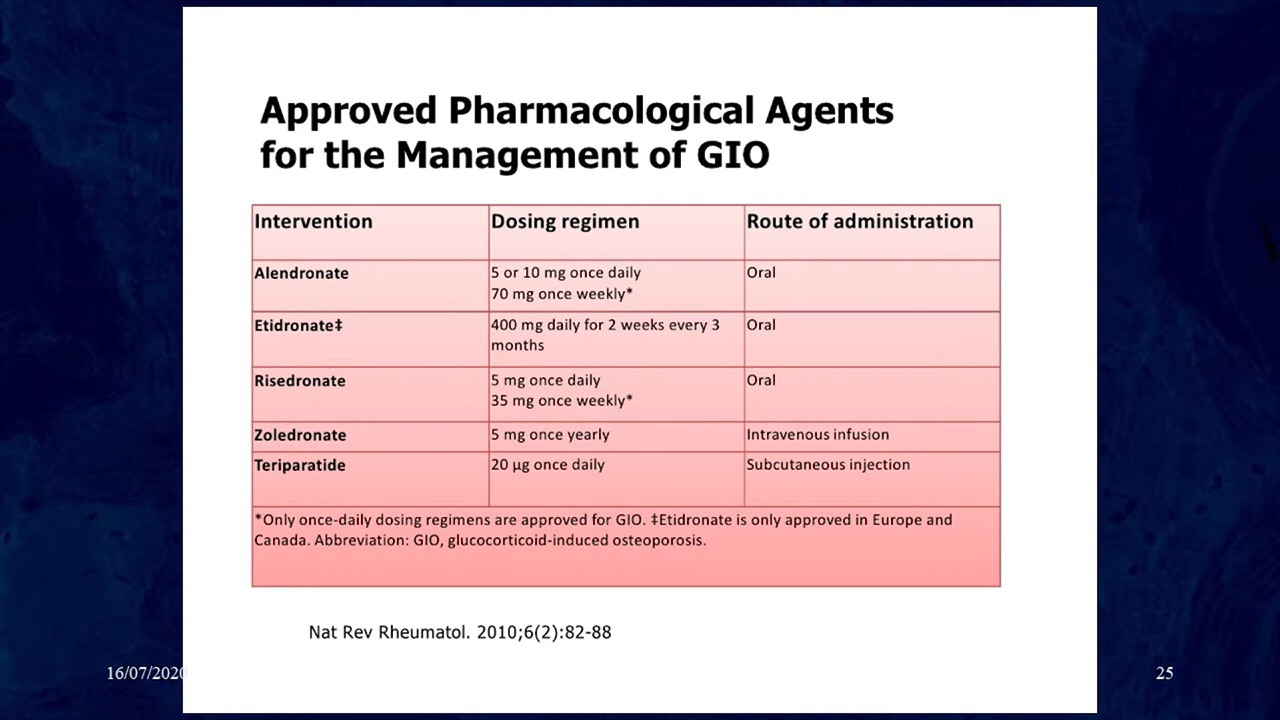 Approved Pharmacological Agents
for the Management of GIO
Intervention Dosing regimen Route of administration
Alendronate 5 or 10 mg once daily Oral
70 mg once weekly*
Etidronate‡ 400 mg daily for 2 weeks every 3 Oral
months
Risedronate 5 mg once daily Oral
35 mg once weekly*
Zoledronate 5 mg once yearly Intravenous infusion
Teriparatide 20 µg once daily Subcutaneous injection
*Only once-daily dosing regimens are approved for GIO. ‡Etidronate is only approved in Europe and
Canada. Abbreviation: GIO, glucocorticoid-induced osteoporosis.
Nat Rev Rheumatol. 2010;6(2):82-88
16/07/2020 25